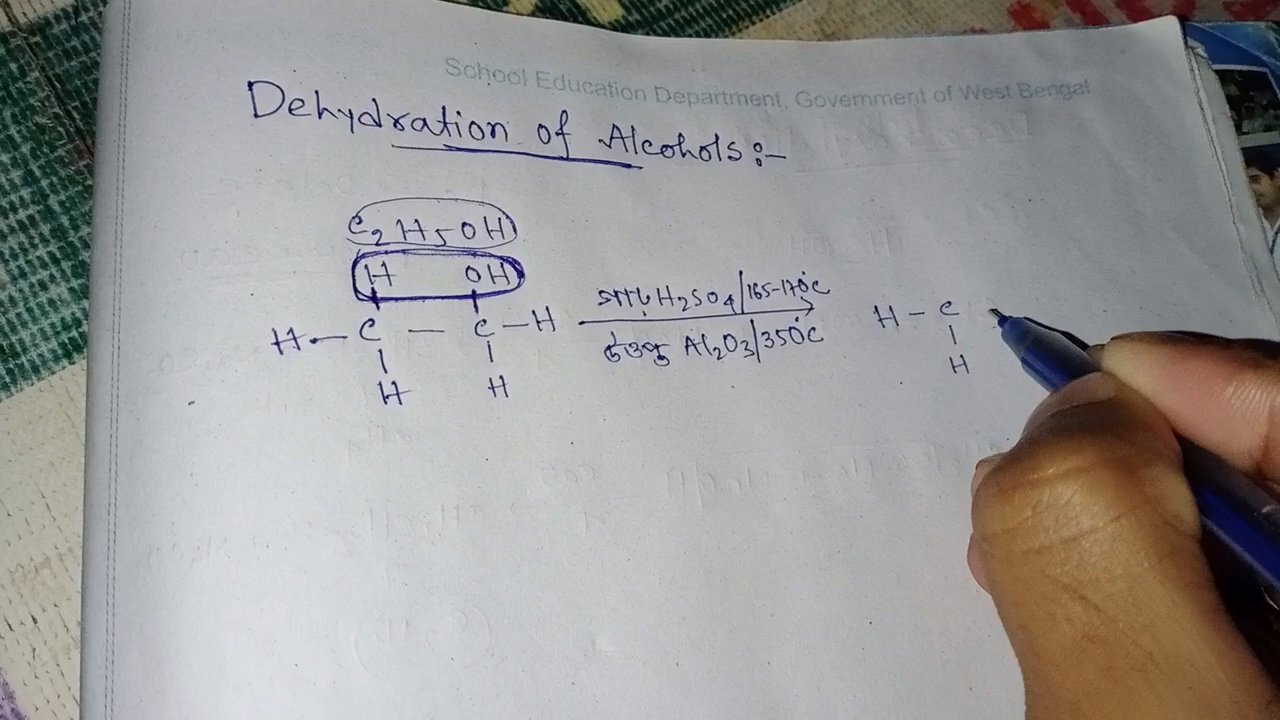 School Education Department, Government of West Bengal
Dehydration of Alcohols:-
C₂H₅OH
H OH
গাঢ় H₂SO₄/165-170°C
H-C-C-H
উত্তপ্ত Al₂O₃/350°C
H-C
H H
H